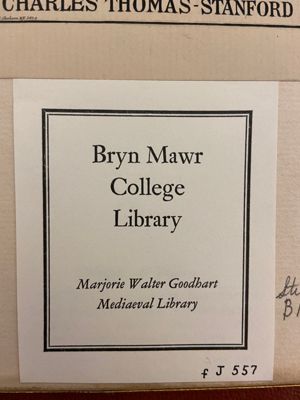 CHARLES THOMAS-STANFORD
Bryn Mawr
College
Library
Marjorie Walter Goodhart
Mediaeval Library
f J 557